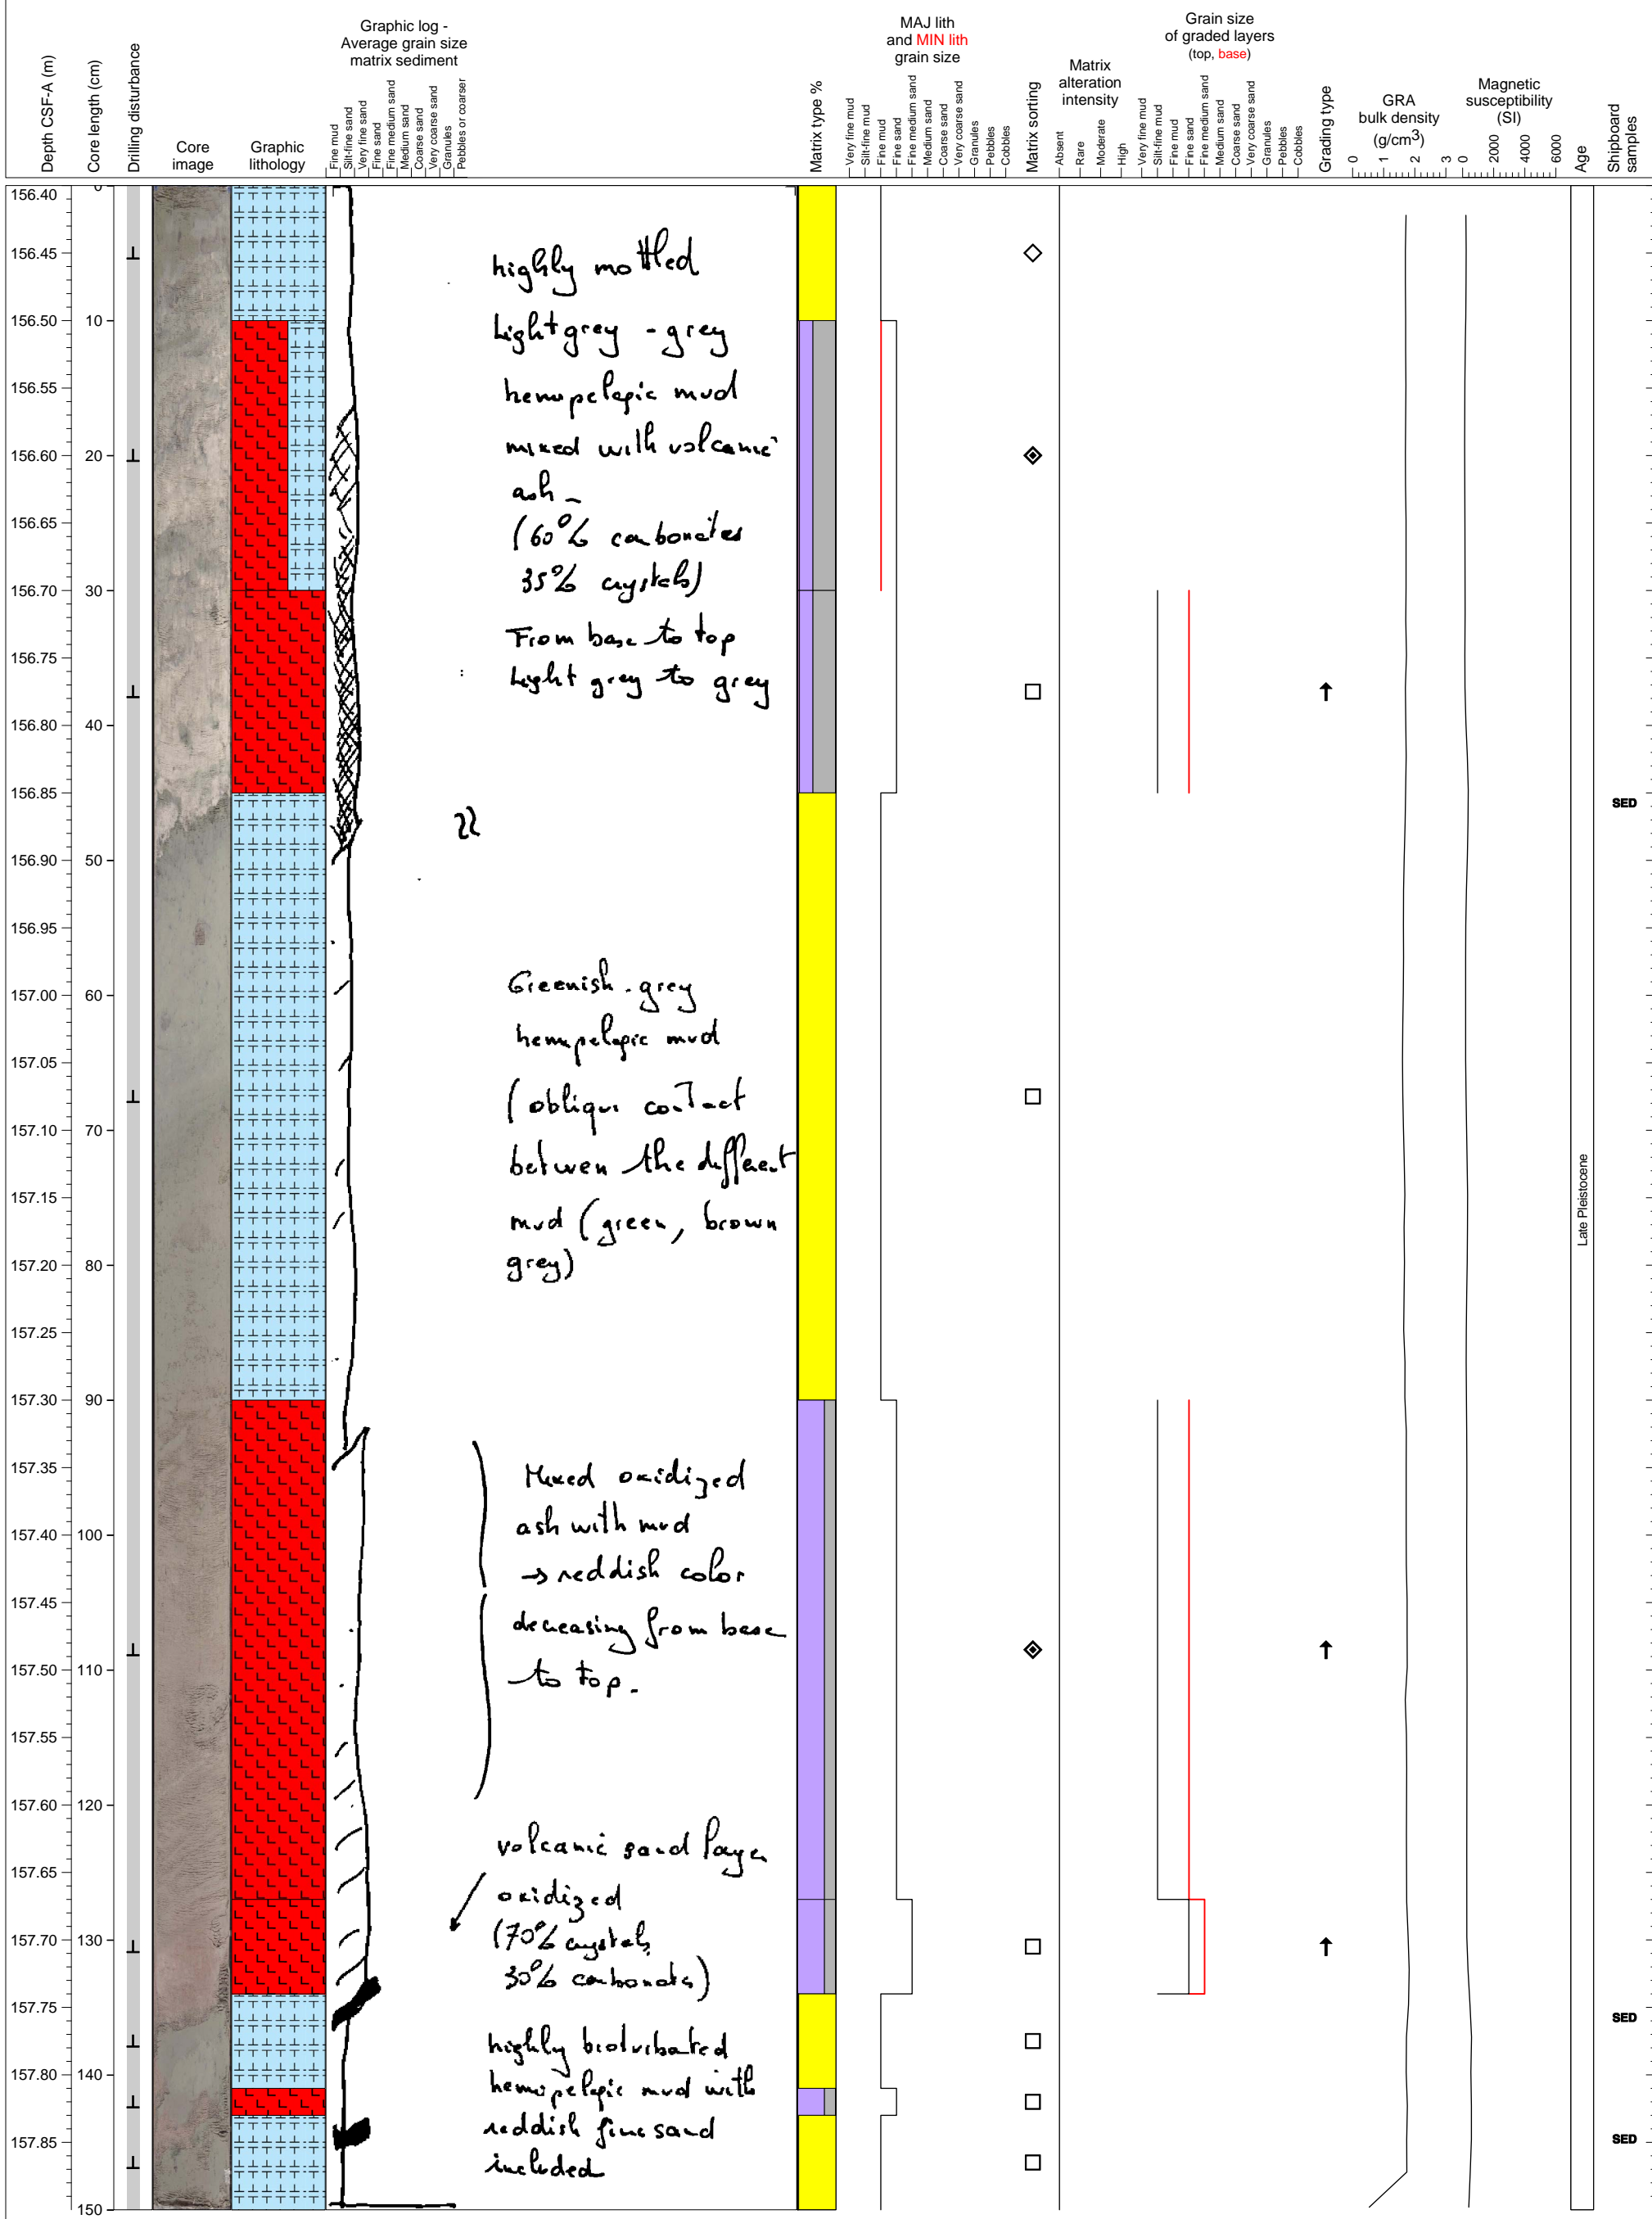 Depth CSF-A (m)
Core length (cm)
Drilling disturbance
Core
image
Graphic
lithology
Graphic log -
Average grain size
matrix sediment
Fine mud
Silt-fine sand
Very fine sand
Fine sand
Fine medium sand
Medium sand
Coarse sand
Very coarse sand
Granules
Pebbles or coarser
Matrix type %
MAJ lith
and MIN lith
grain size
Very fine mud
Silt-fine mud
Fine mud
Fine sand
Fine medium sand
Medium sand
Coarse sand
Very coarse sand
Granules
Pebbles
Cobbles
Matrix sorting
Matrix
alteration
intensity
Absent
Rare
Moderate
High
Grain size
of graded layers
(top, base)
Very fine mud
Silt-fine mud
Fine mud
Fine sand
Fine medium sand
Medium sand
Coarse sand
Very coarse sand
Granules
Pebbles
Cobbles
Grading type
GRA
bulk density
(g/cm3)
0 1 2 3
Magnetic
susceptibility
(SI)
0 2000 4000 6000
Age
Shipboard
samples
156.40 0
156.45
156.50 10
156.55
156.60 20
156.65
156.70 30
156.75
156.80 40
156.85
156.90 50
156.95
157.00 60
157.05
157.10 70
157.15
157.20 80
157.25
157.30 90
157.35
157.40 100
157.45
157.50 110
157.55
157.60 120
157.65
157.70 130
157.75
157.80 140
157.85
150
highly mottled
Light grey - grey
hemipelagic mud
mixed with volcanic
ash -
(60% carbonates
35% crystals)
From base to top
Light grey to grey
Greenish - grey
hemipelagic mud
(oblique contact
between the different
mud (green, brown
grey)
Mixed oxidized
ash with mud
→ reddish color
decreasing from base
to top.
volcanic sand layer
oxidized
(70% crystals,
30% carbonates)
highly bioturbated
hemipelagic mud with
reddish fine sand
included
Late Pleistocene
SED
SED
SED